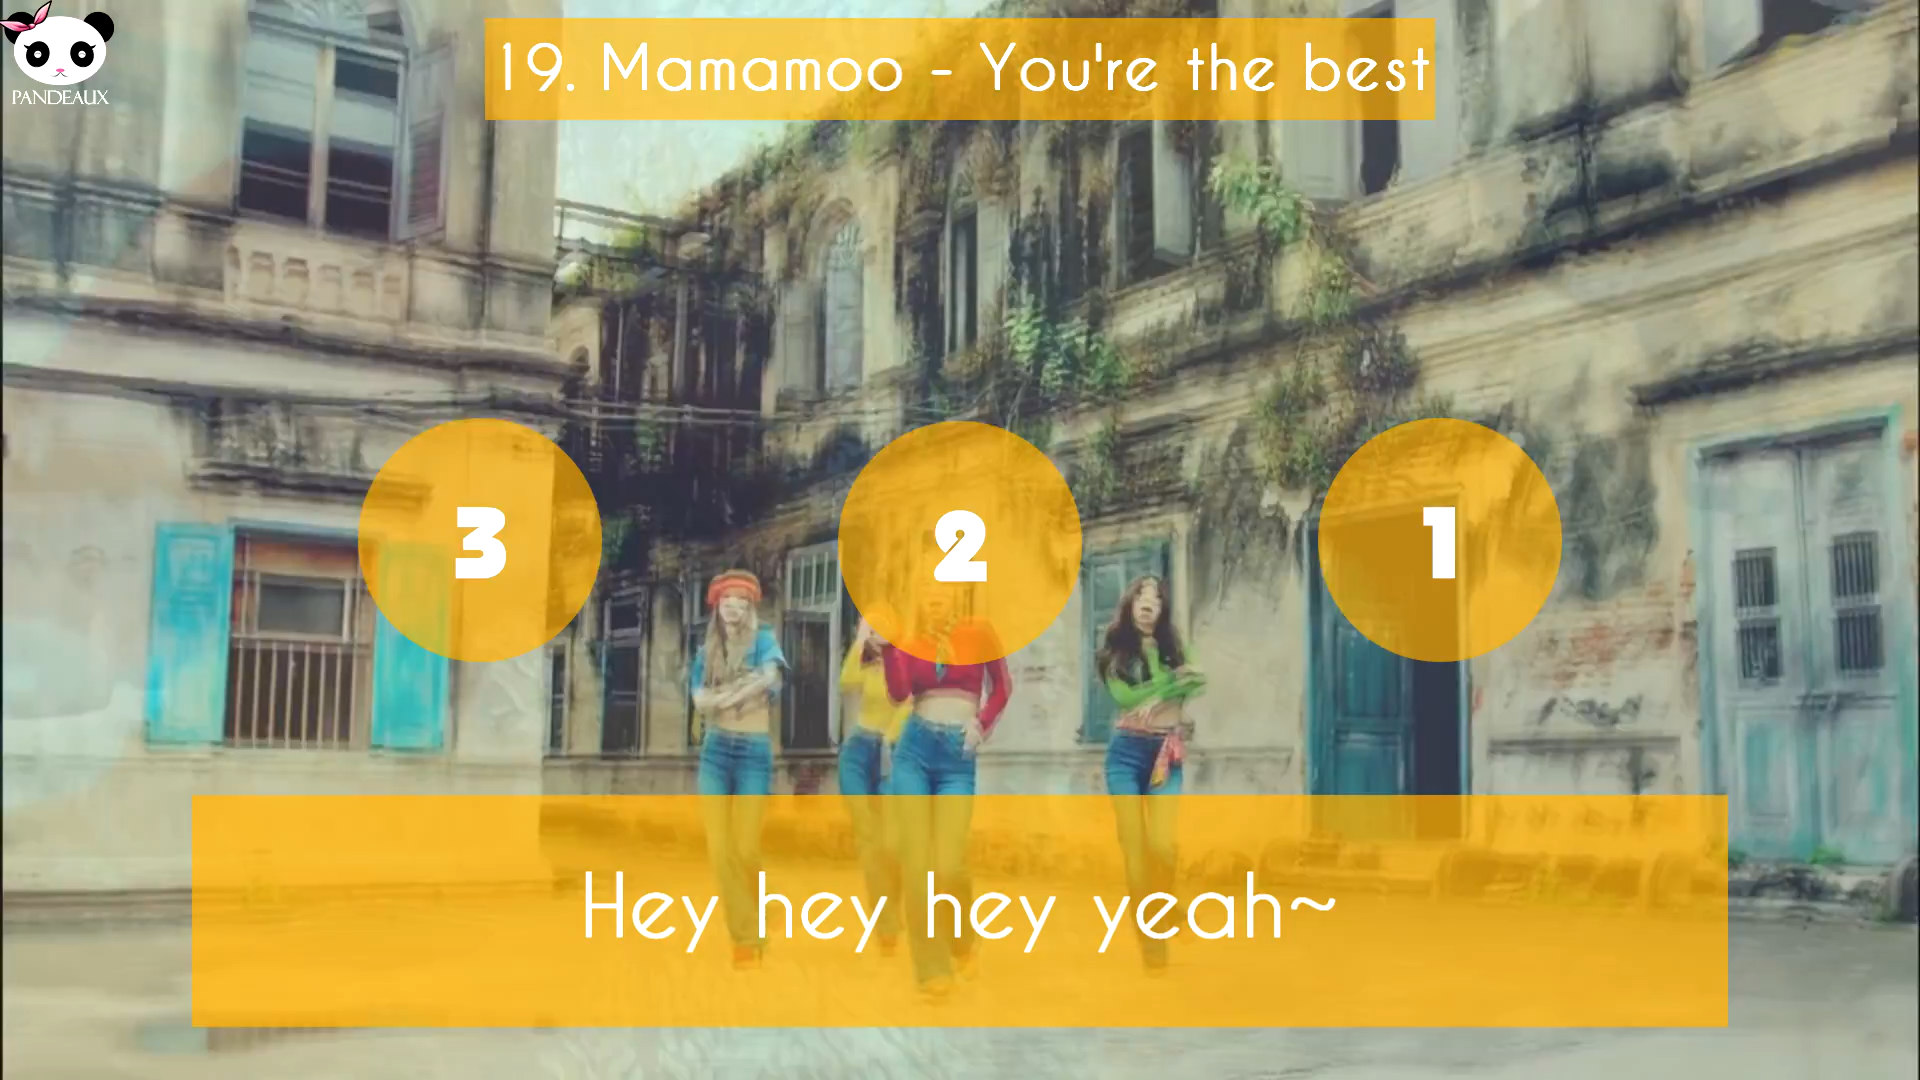 PANDEAUX
19. Mamamoo - You're the best
3
2
1
Hey hey hey yeah~